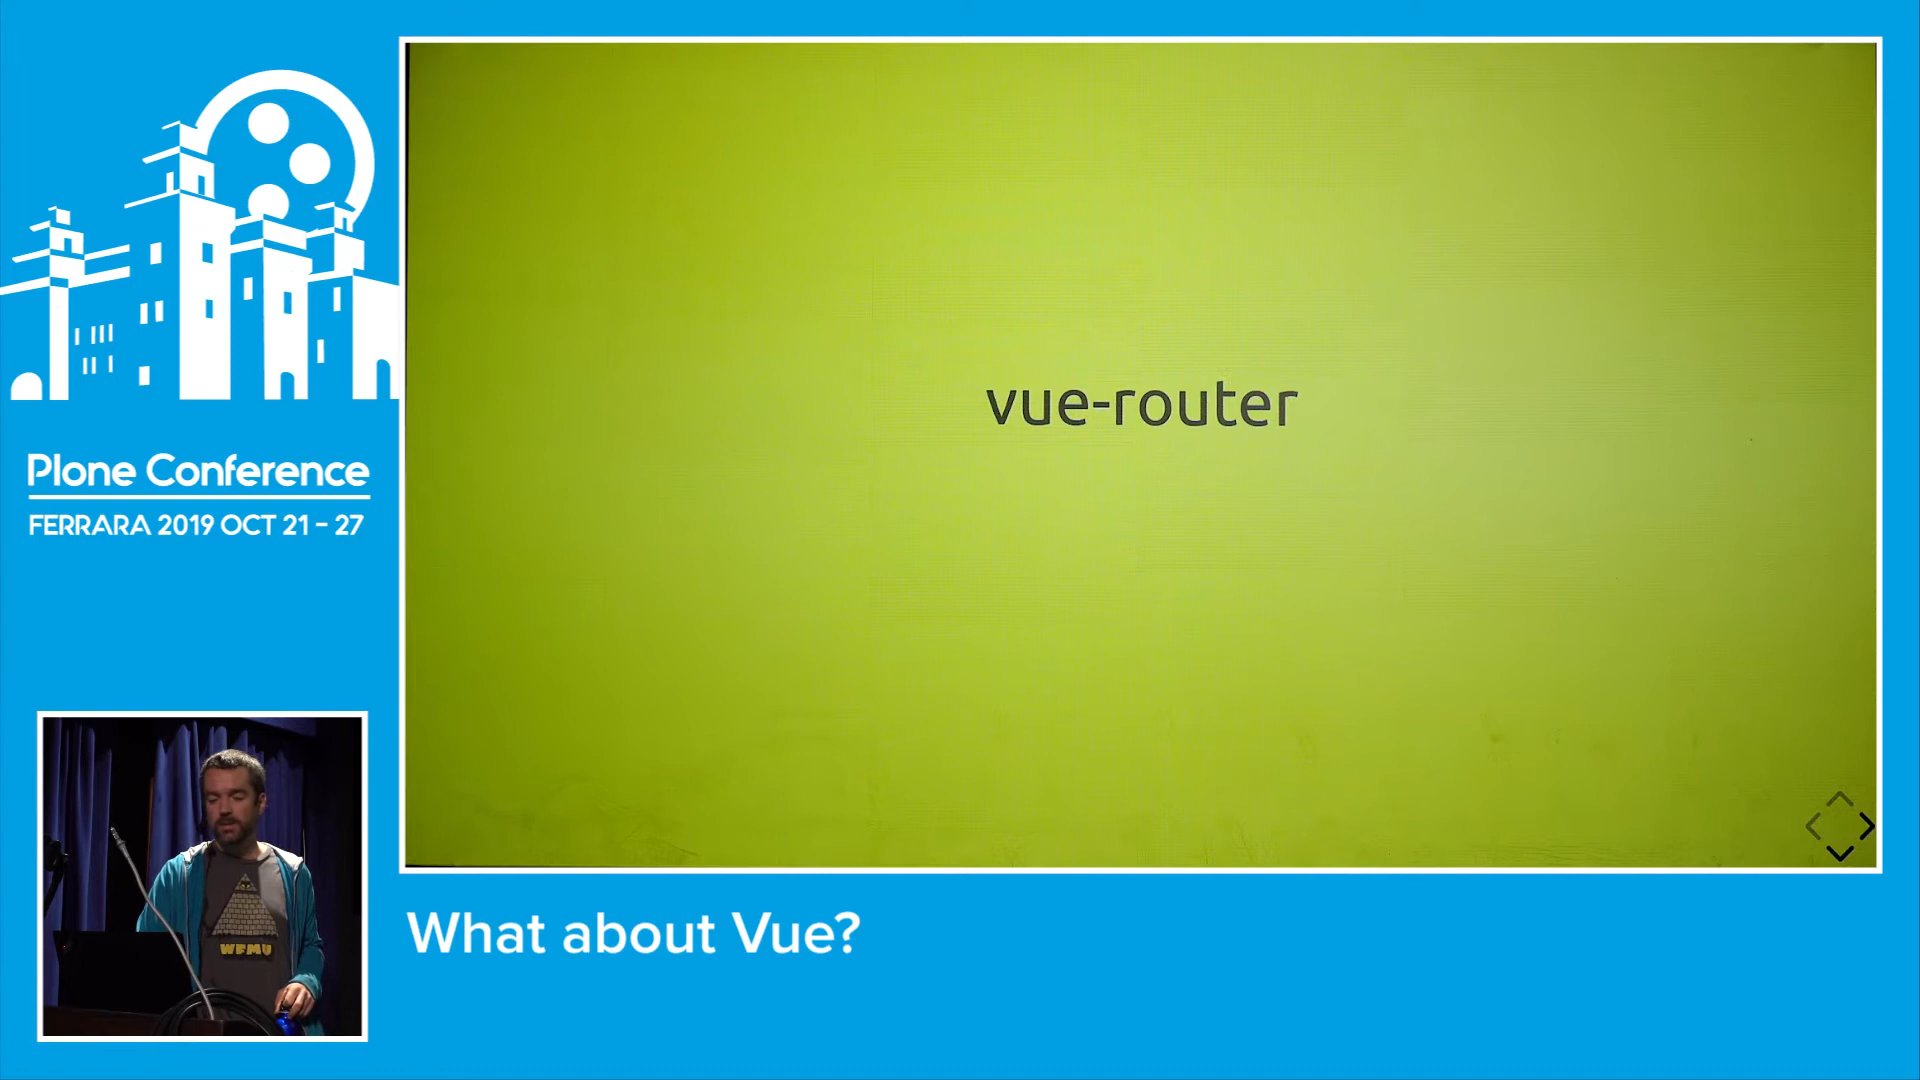 vue-router
Plone Conference
FERRARA 2019 OCT 21 - 27
WFMU
What about Vue?